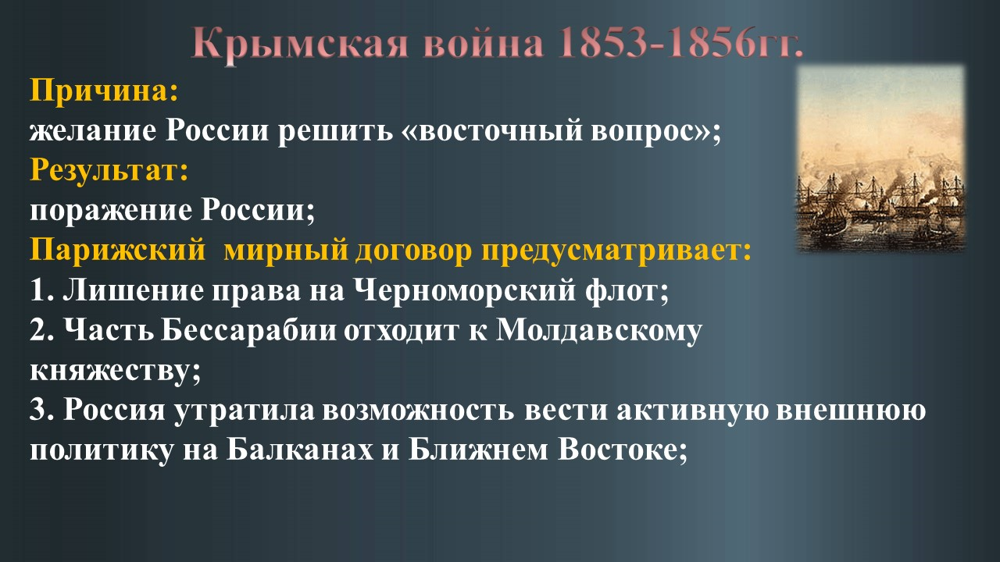 Крымская война 1853-1856гг.
Причина:
желание России решить «восточный вопрос»;
Результат:
поражение России;
Парижский  мирный договор предусматривает:
1. Лишение права на Черноморский флот;
2. Часть Бессарабии отходит к Молдавскому
княжеству;
3. Россия утратила возможность вести активную внешнюю
политику на Балканах и Ближнем Востоке;